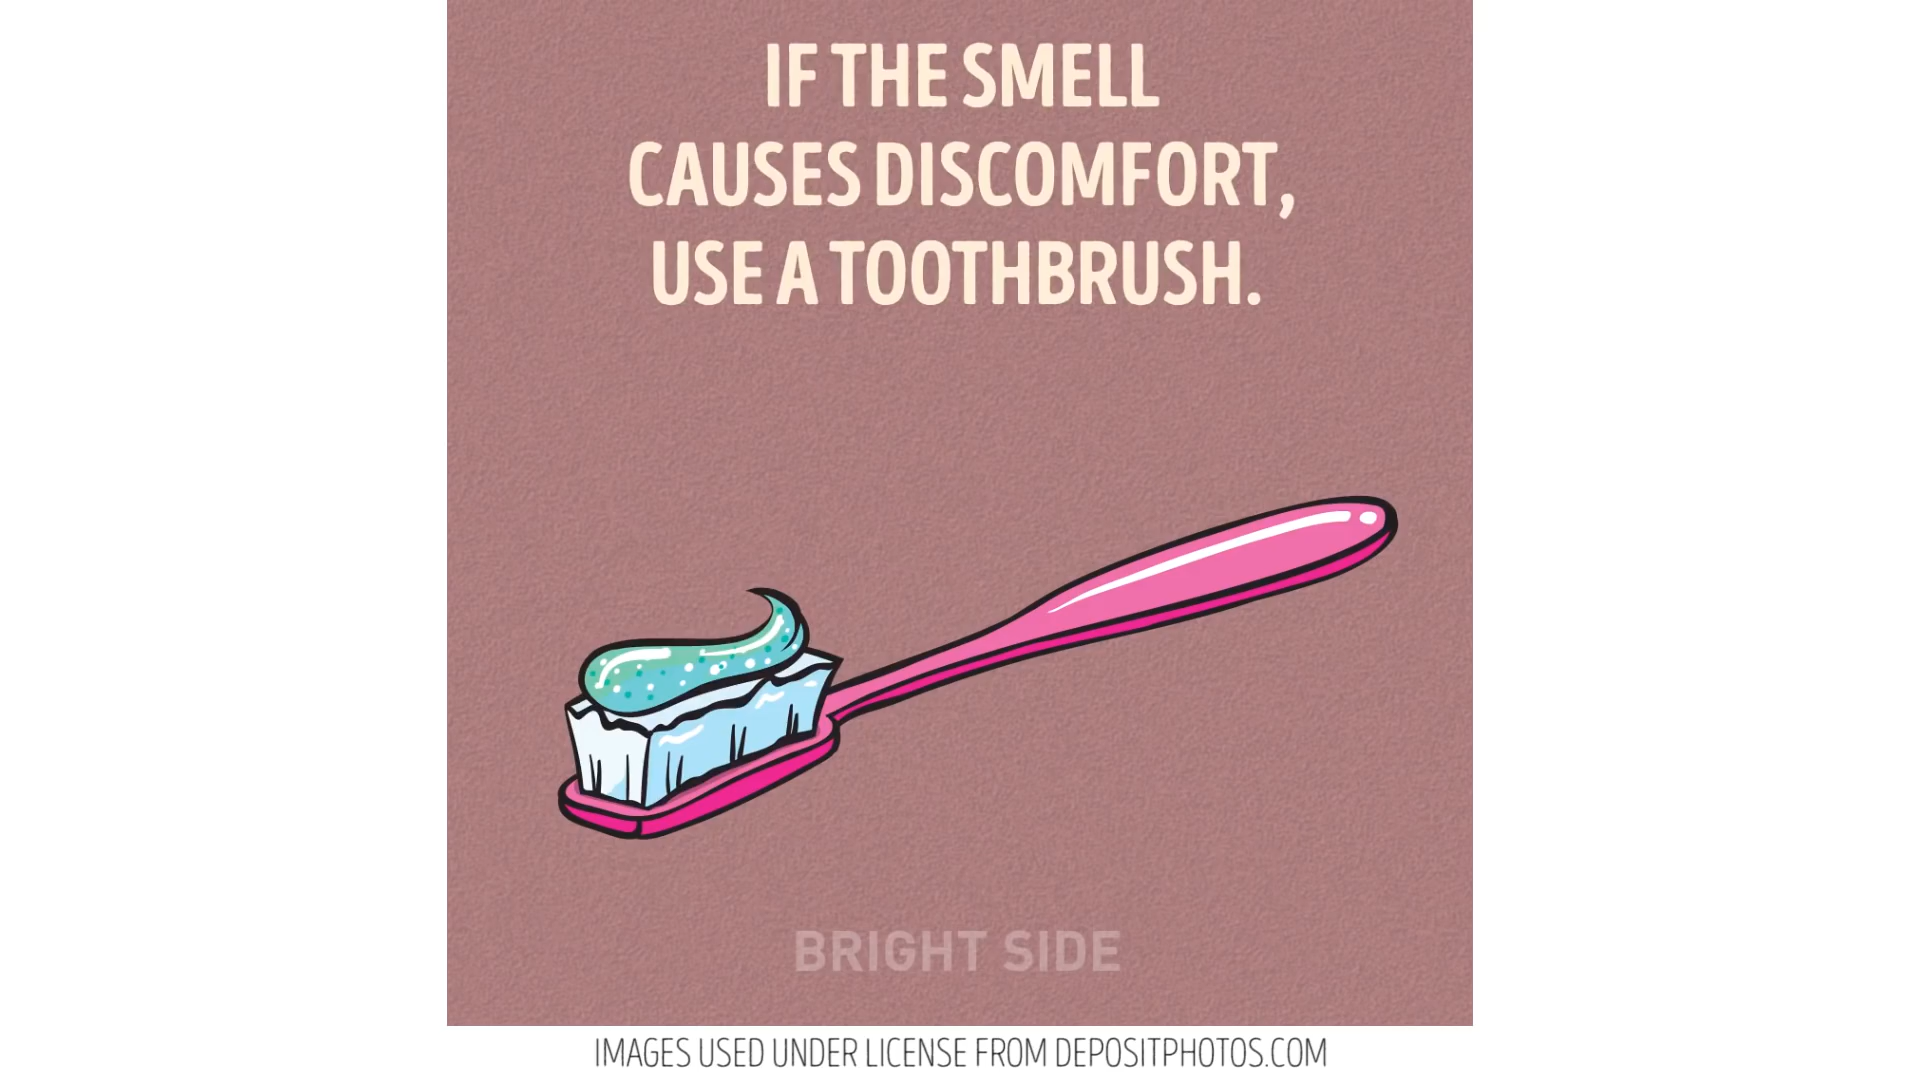 IF THE SMELL
CAUSES DISCOMFORT,
USE A TOOTHBRUSH.
BRIGHT SIDE
IMAGES USED UNDER LICENSE FROM DEPOSITPHOTOS.COM